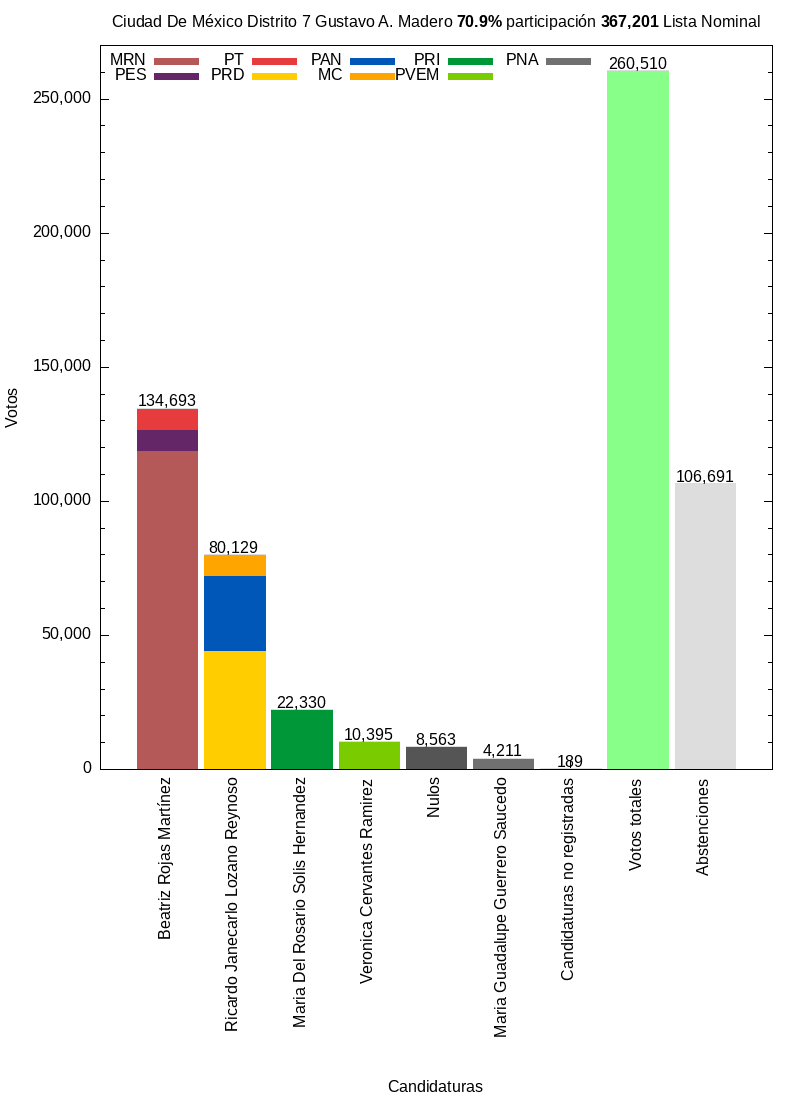 Ciudad De México Distrito 7 Gustavo A. Madero 70.9% participación 367,201 Lista Nominal
MRN PT PAN PRI PNA
PES PRD MC PVEM
260,510
250,000
200,000
150,000
134,693
106,691
100,000
80,129
50,000
22,330
10,395
8,563
4,211
189
0
Votos
Beatriz Rojas Martínez
Ricardo Janecarlo Lozano Reynoso
Maria Del Rosario Solis Hernandez
Veronica Cervantes Ramirez
Nulos
Maria Guadalupe Guerrero Saucedo
Candidaturas no registradas
Votos totales
Abstenciones
Candidaturas